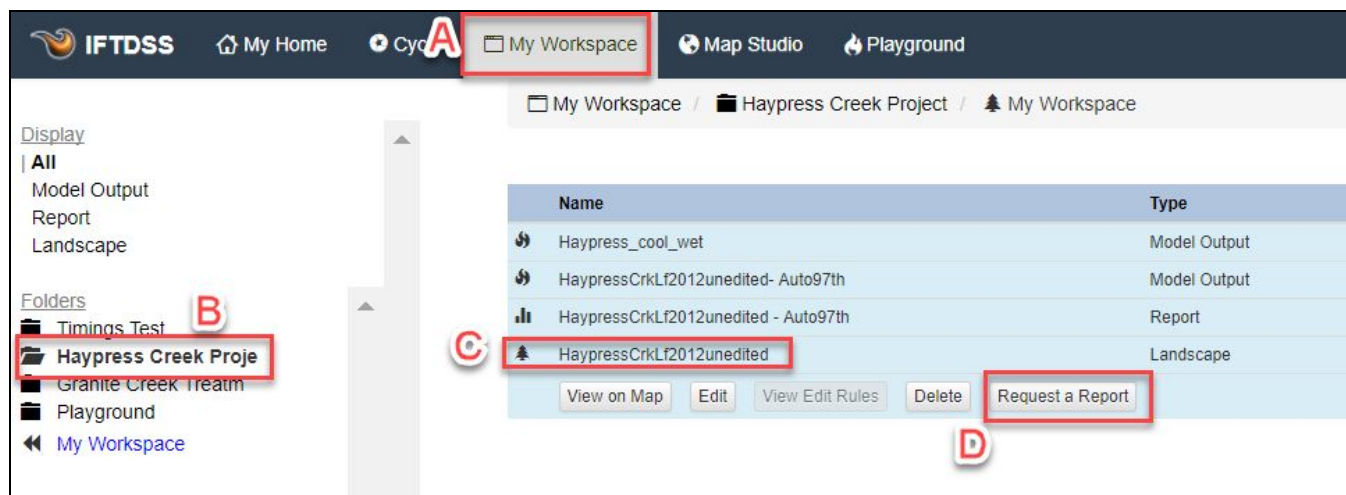 IFTDSS My Home Cyc A My Workspace Map Studio Playground
My Workspace / Haypress Creek Project / My Workspace
Display
All
Model Output
Report
Landscape
Folders
B
Timings Test
Haypress Creek Proje
Granite Creek Treatm
Playground
My Workspace
Name Type
Haypress_cool_wet Model Output
HaypressCrkLf2012unedited- Auto97th Model Output
HaypressCrkLf2012unedited - Auto97th Report
C HaypressCrkLf2012unedited Landscape
View on Map Edit View Edit Rules Delete Request a Report
D